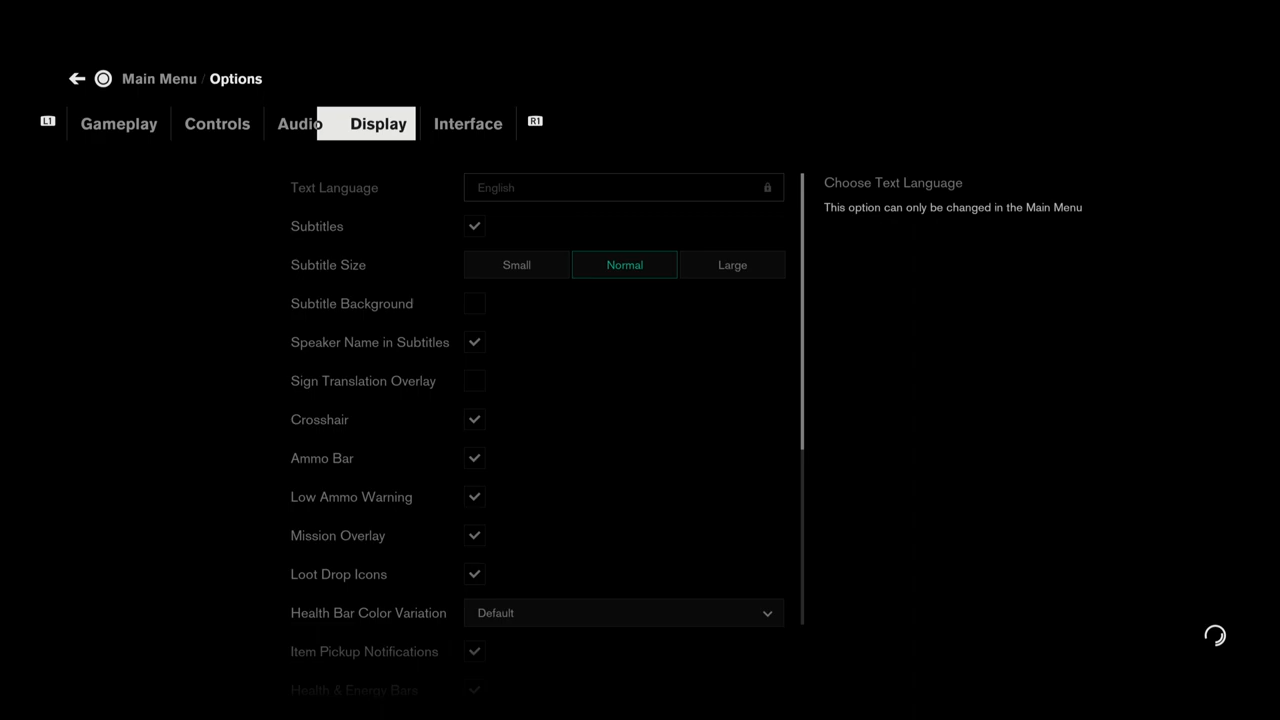 Main Menu / Options
L1 Gameplay Controls Audio Display Interface R1
Text Language English
Subtitles
Subtitle Size Small Normal Large
Subtitle Background
Speaker Name in Subtitles
Sign Translation Overlay
Crosshair
Ammo Bar
Low Ammo Warning
Mission Overlay
Loot Drop Icons
Health Bar Color Variation Default
Item Pickup Notifications
Health & Energy Bars
Choose Text Language
This option can only be changed in the Main Menu